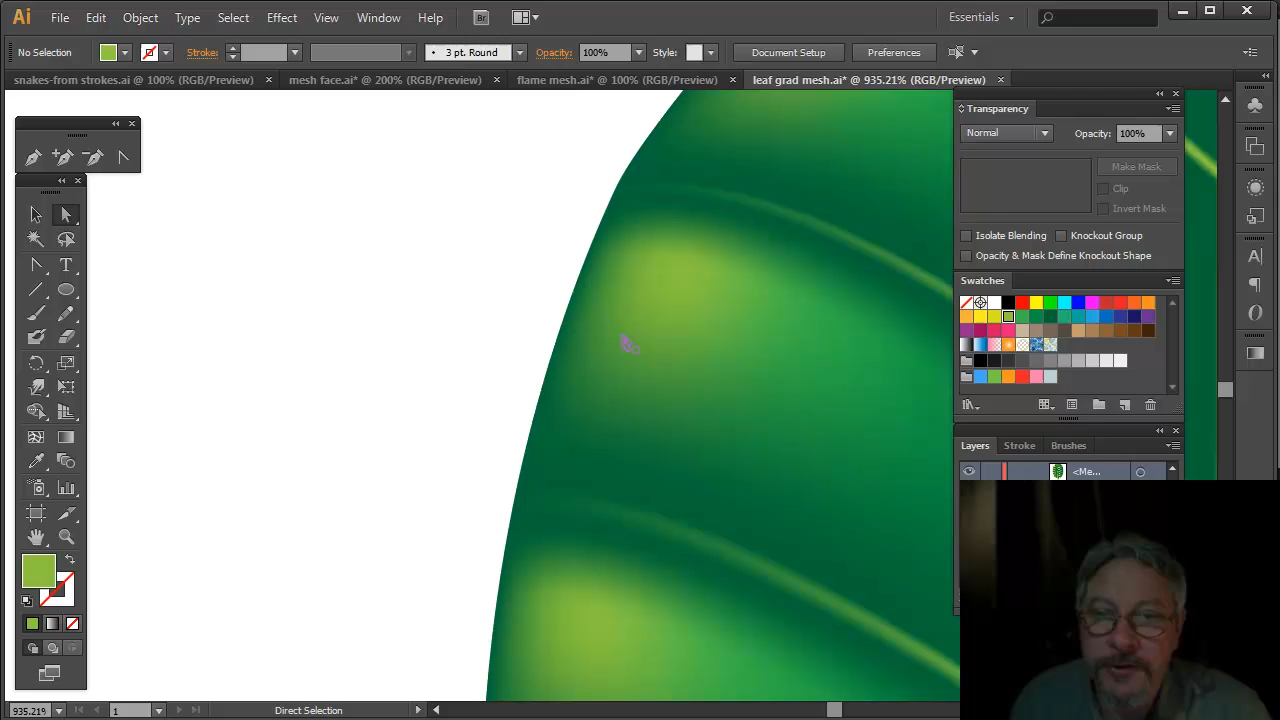 Ai File Edit Object Type Select Effect View Window Help Br Essentials
No Selection Stroke: 3 pt. Round Opacity: 100% Style: Document Setup Preferences
snakes-from strokes.ai @ 100% (RGB/Preview) × mesh face.ai* @ 200% (RGB/Preview) × flame mesh.ai* @ 100% (RGB/Preview) × leaf grad mesh.ai* @ 935.21% (RGB/Preview) ×
Transparency
Normal Opacity: 100%
Make Mask
Clip
Invert Mask
Isolate Blending Knockout Group
Opacity & Mask Define Knockout Shape
Swatches
Layers Stroke Brushes
<Me...
935.21% 1 Direct Selection